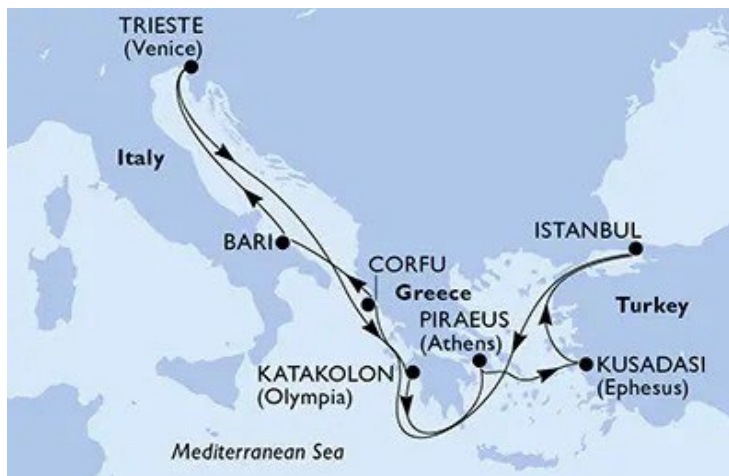 TRIESTE
(Venice)
Italy
BARI
CORFU
Greece
PIRAEUS
(Athens)
ISTANBUL
Turkey
KUSADASI
(Ephesus)
KATAKOLON
(Olympia)
Mediterranean Sea